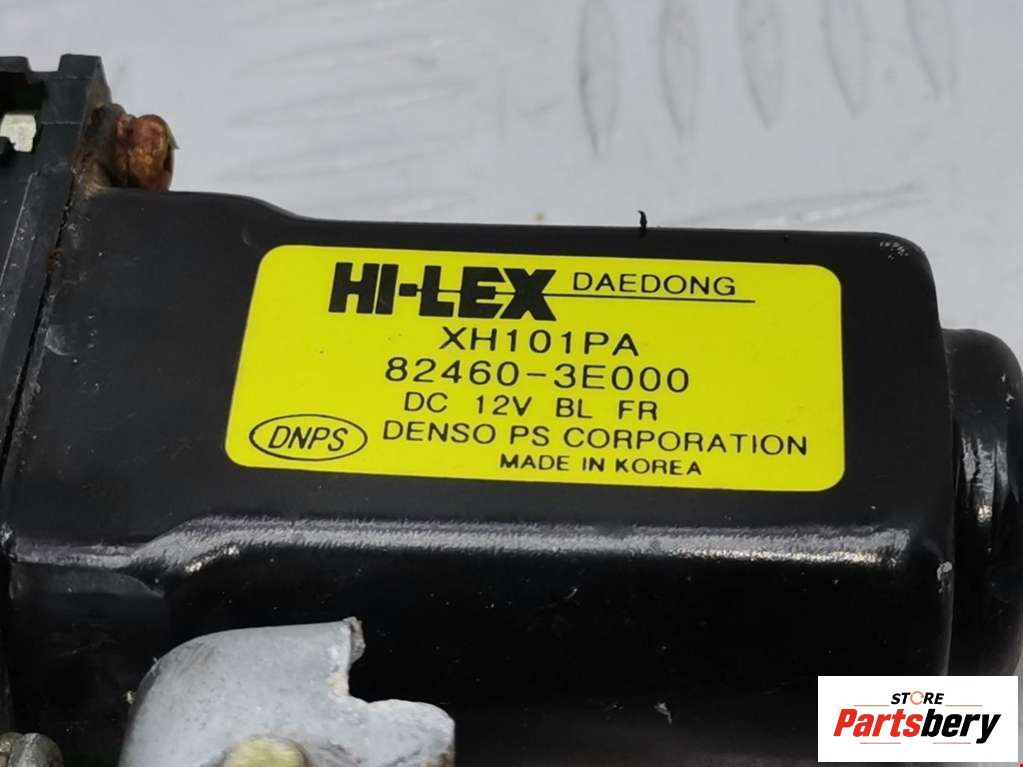 HI-LEX DAEDONG
XH101PA
82460-3E000
DC 12V BL FR
DNPS DENSO PS CORPORATION
MADE IN KOREA
STORE
Partsbery